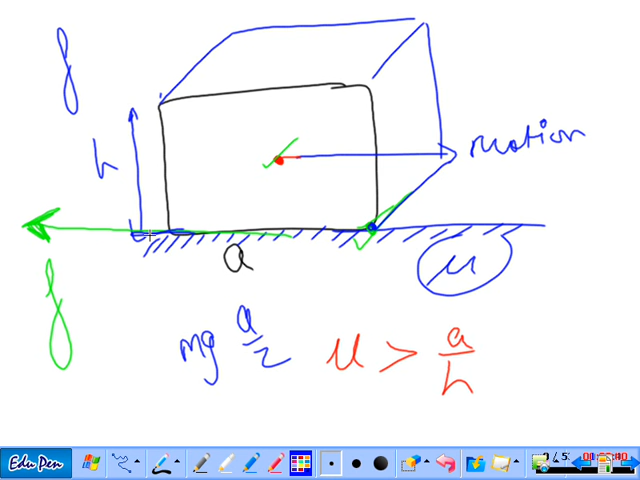 f
h
motion
a
μ
f
mg a/2
μ > a/h
Edu Pen